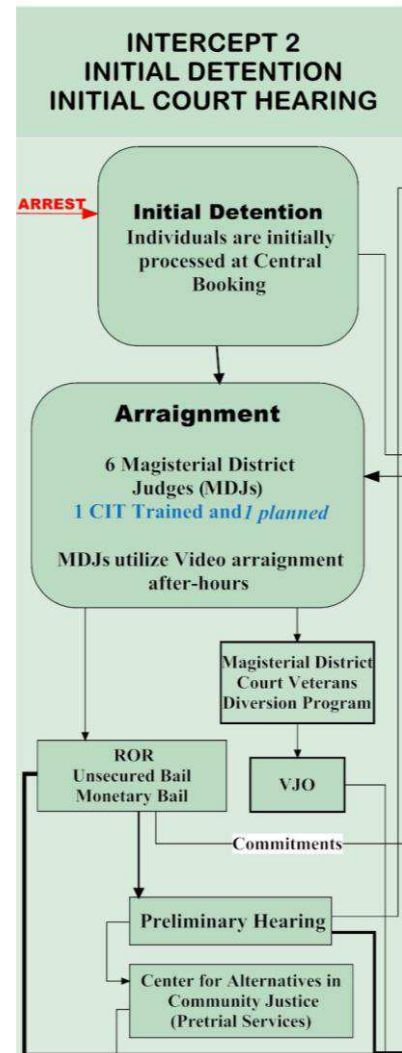 INTERCEPT 2
INITIAL DETENTION
INITIAL COURT HEARING
ARREST
Initial Detention
Individuals are initially
processed at Central
Booking
Arraignment
6 Magisterial District
Judges (MDJs)
1 CIT Trained and 1 planned
MDJs utilize Video arraignment
after-hours
Magisterial District
Court Veterans
Diversion Program
ROR
Unsecured Bail
Monetary Bail
VJO
Commitments
Preliminary Hearing
Center for Alternatives in
Community Justice
(Pretrial Services)